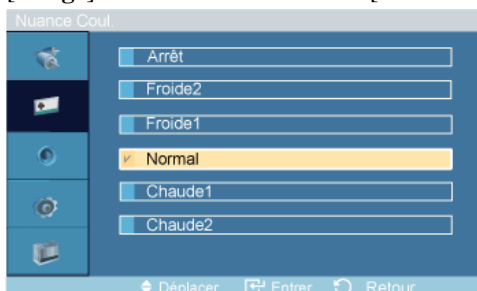 Nuance Coul.
Arrêt
Froide2
Froide1
Normal
Chaude1
Chaude2
Déplacer Entrer Retour